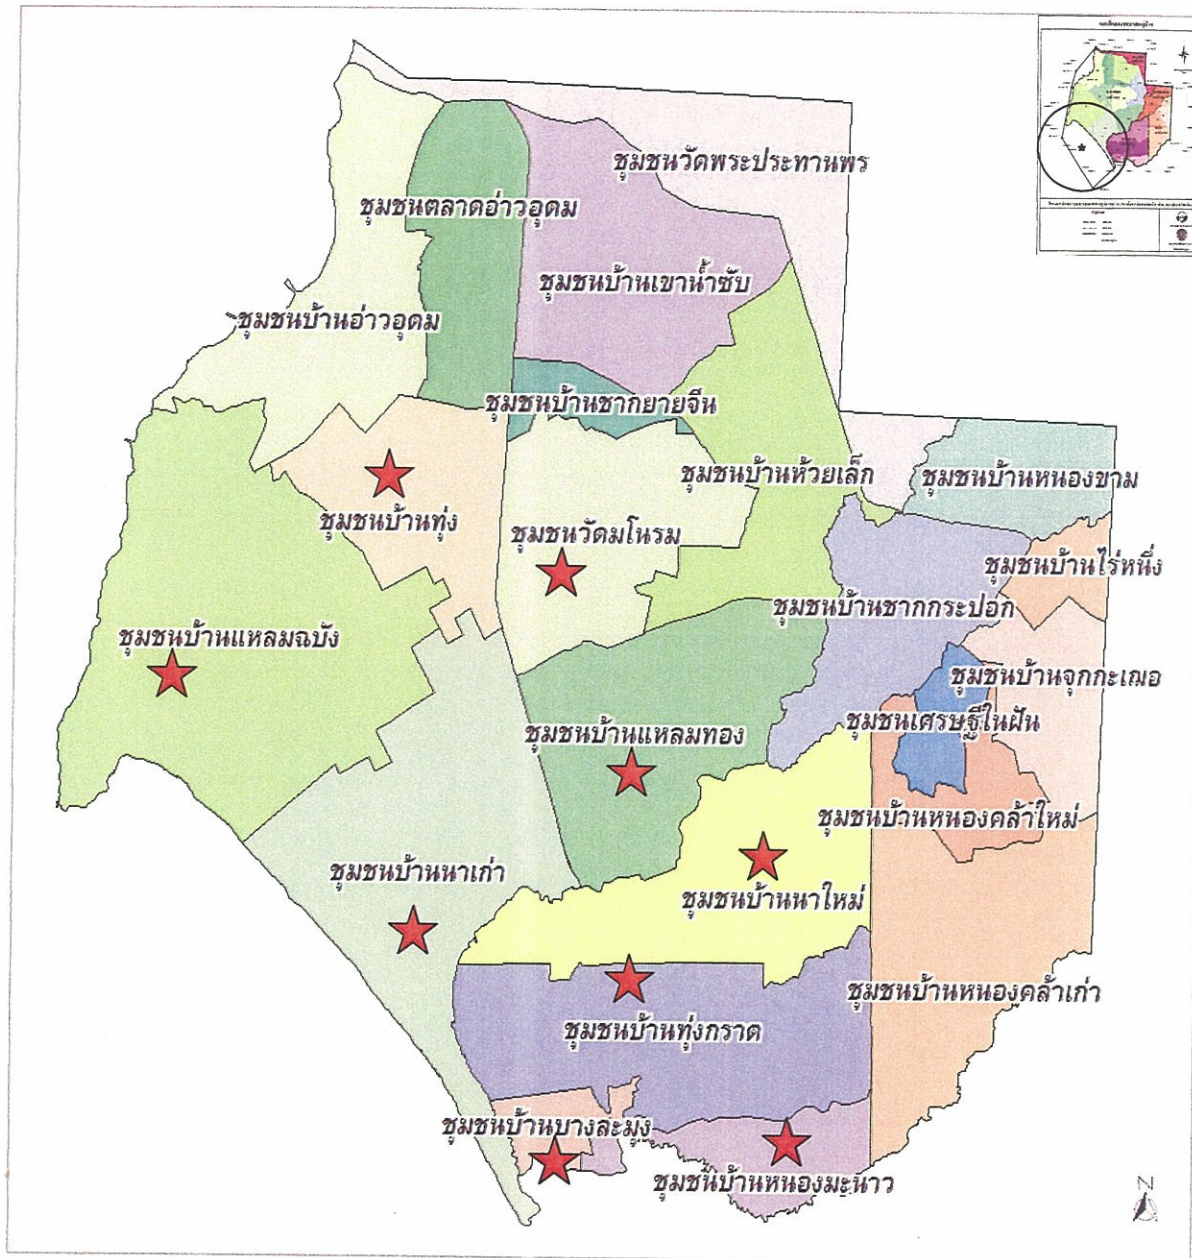 ชุมชนวัดพระประทานพร
ชุมชนตลาดอ่าวอุดม
ชุมชนบ้านเขาน้ำซับ
ชุมชนบ้านอ่าวอุดม
ชุมชนบ้านชากยายจีน
ชุมชนบ้านห้วยเล็ก
ชุมชนบ้านหนองขาม
ชุมชนบ้านทุ่ง
ชุมชนวัดมโนรม
ชุมชนบ้านไร่หนึ่ง
ชุมชนบ้านชากกระปอก
ชุมชนบ้านแหลมฉบัง
ชุมชนบ้านจุกกะเฌอ
ชุมชนเศรษฐีในฝัน
ชุมชนบ้านแหลมทอง
ชุมชนบ้านหนองคล้าใหม่
ชุมชนบ้านนาเก่า
ชุมชนบ้านนาใหม่
ชุมชนบ้านหนองคล้าเก่า
ชุมชนบ้านทุ่งกราด
ชุมชนบ้านบางละมุง
ชุมชนบ้านหนองมะนาว
N